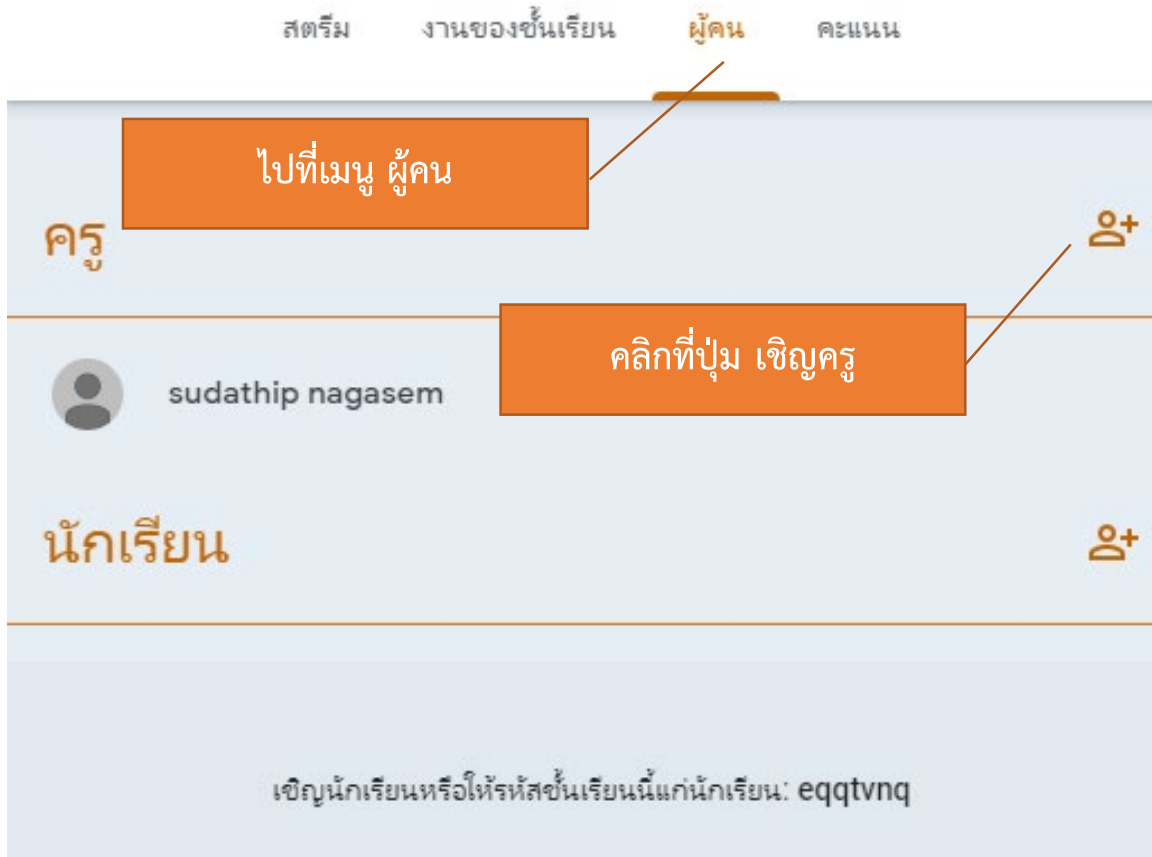 สตรีม งานของชั้นเรียน ผู้คน คะแนน
ไปที่เมนู ผู้คน
ครู
คลิกที่ปุ่ม เชิญครู
sudathip nagasem
นักเรียน
เชิญนักเรียนหรือให้รหัสชั้นเรียนนี้แก่นักเรียน: eqqtvnq